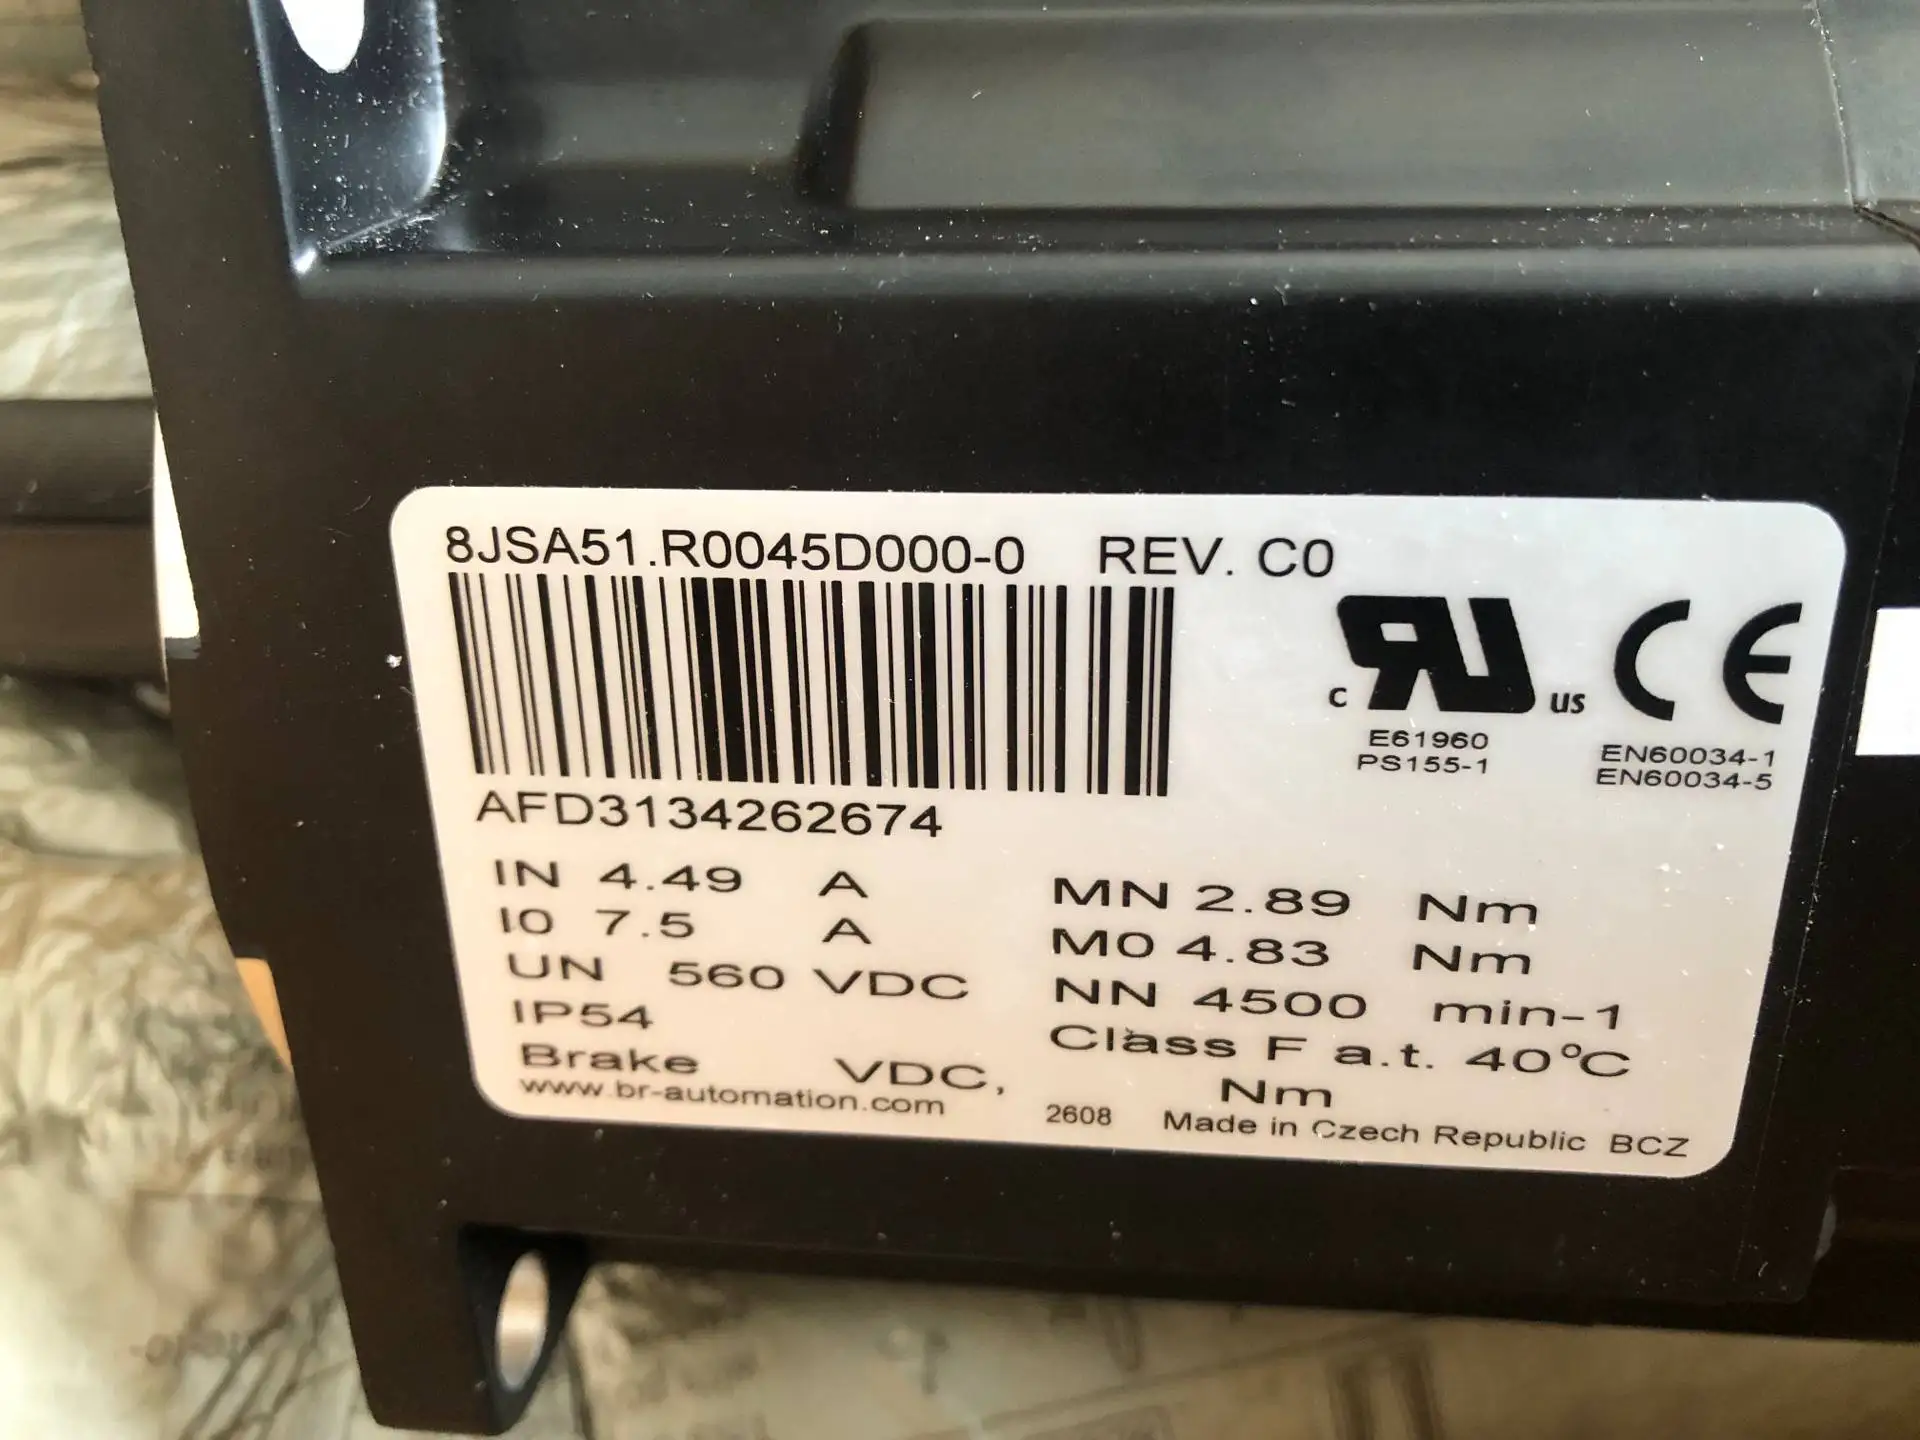 8JSA51.R0045D000-0 REV. C0
c RU us CE
E61960 EN60034-1
PS155-1 EN60034-5
AFD3134262674
IN 4.49 A MN 2.89 Nm
I0 7.5 A M0 4.83 Nm
UN 560 VDC NN 4500 min-1
IP54 Class F a.t. 40°C
Brake VDC, Nm
www.br-automation.com 2608 Made in Czech Republic BCZ